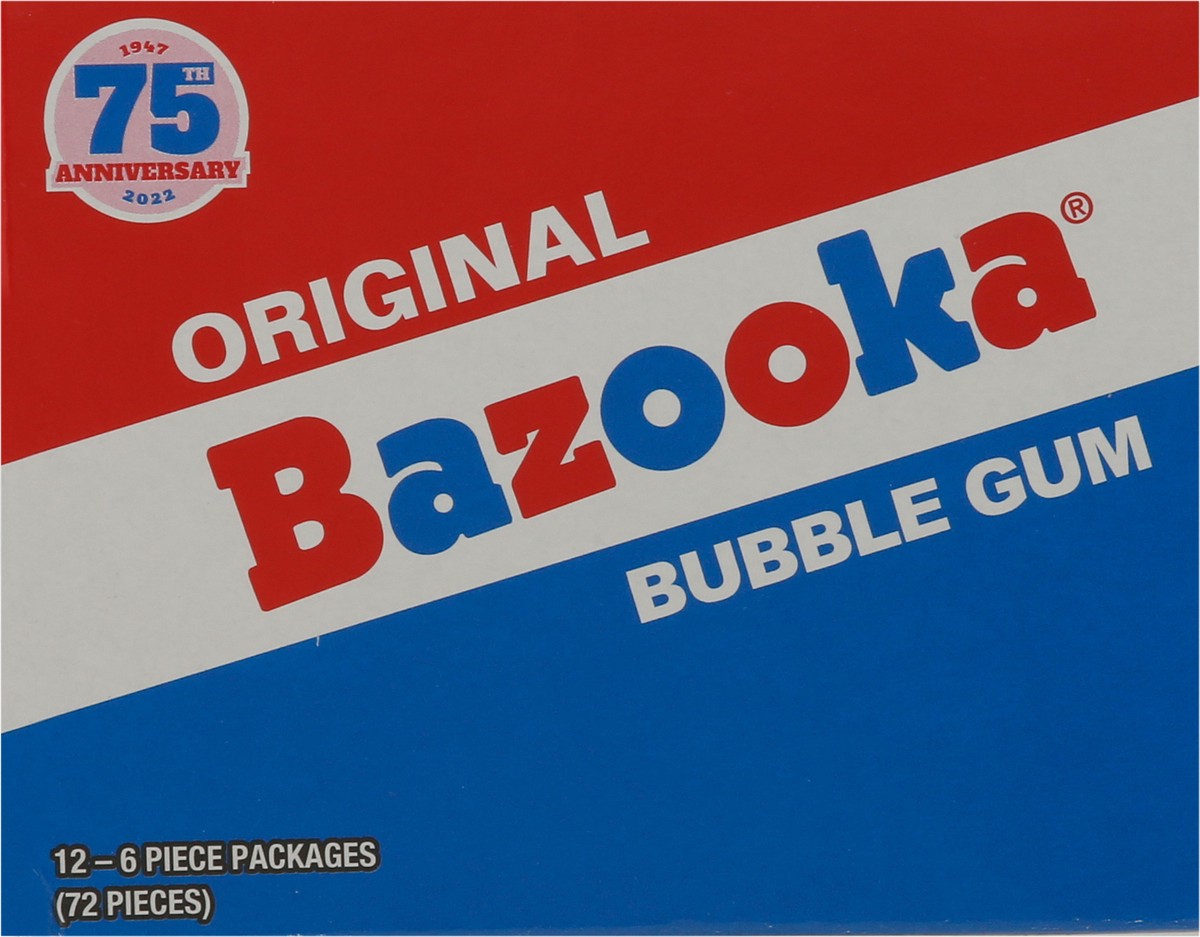 1947
75TH
ANNIVERSARY
2022
ORIGINAL
Bazooka®
BUBBLE GUM
12 – 6 PIECE PACKAGES
(72 PIECES)